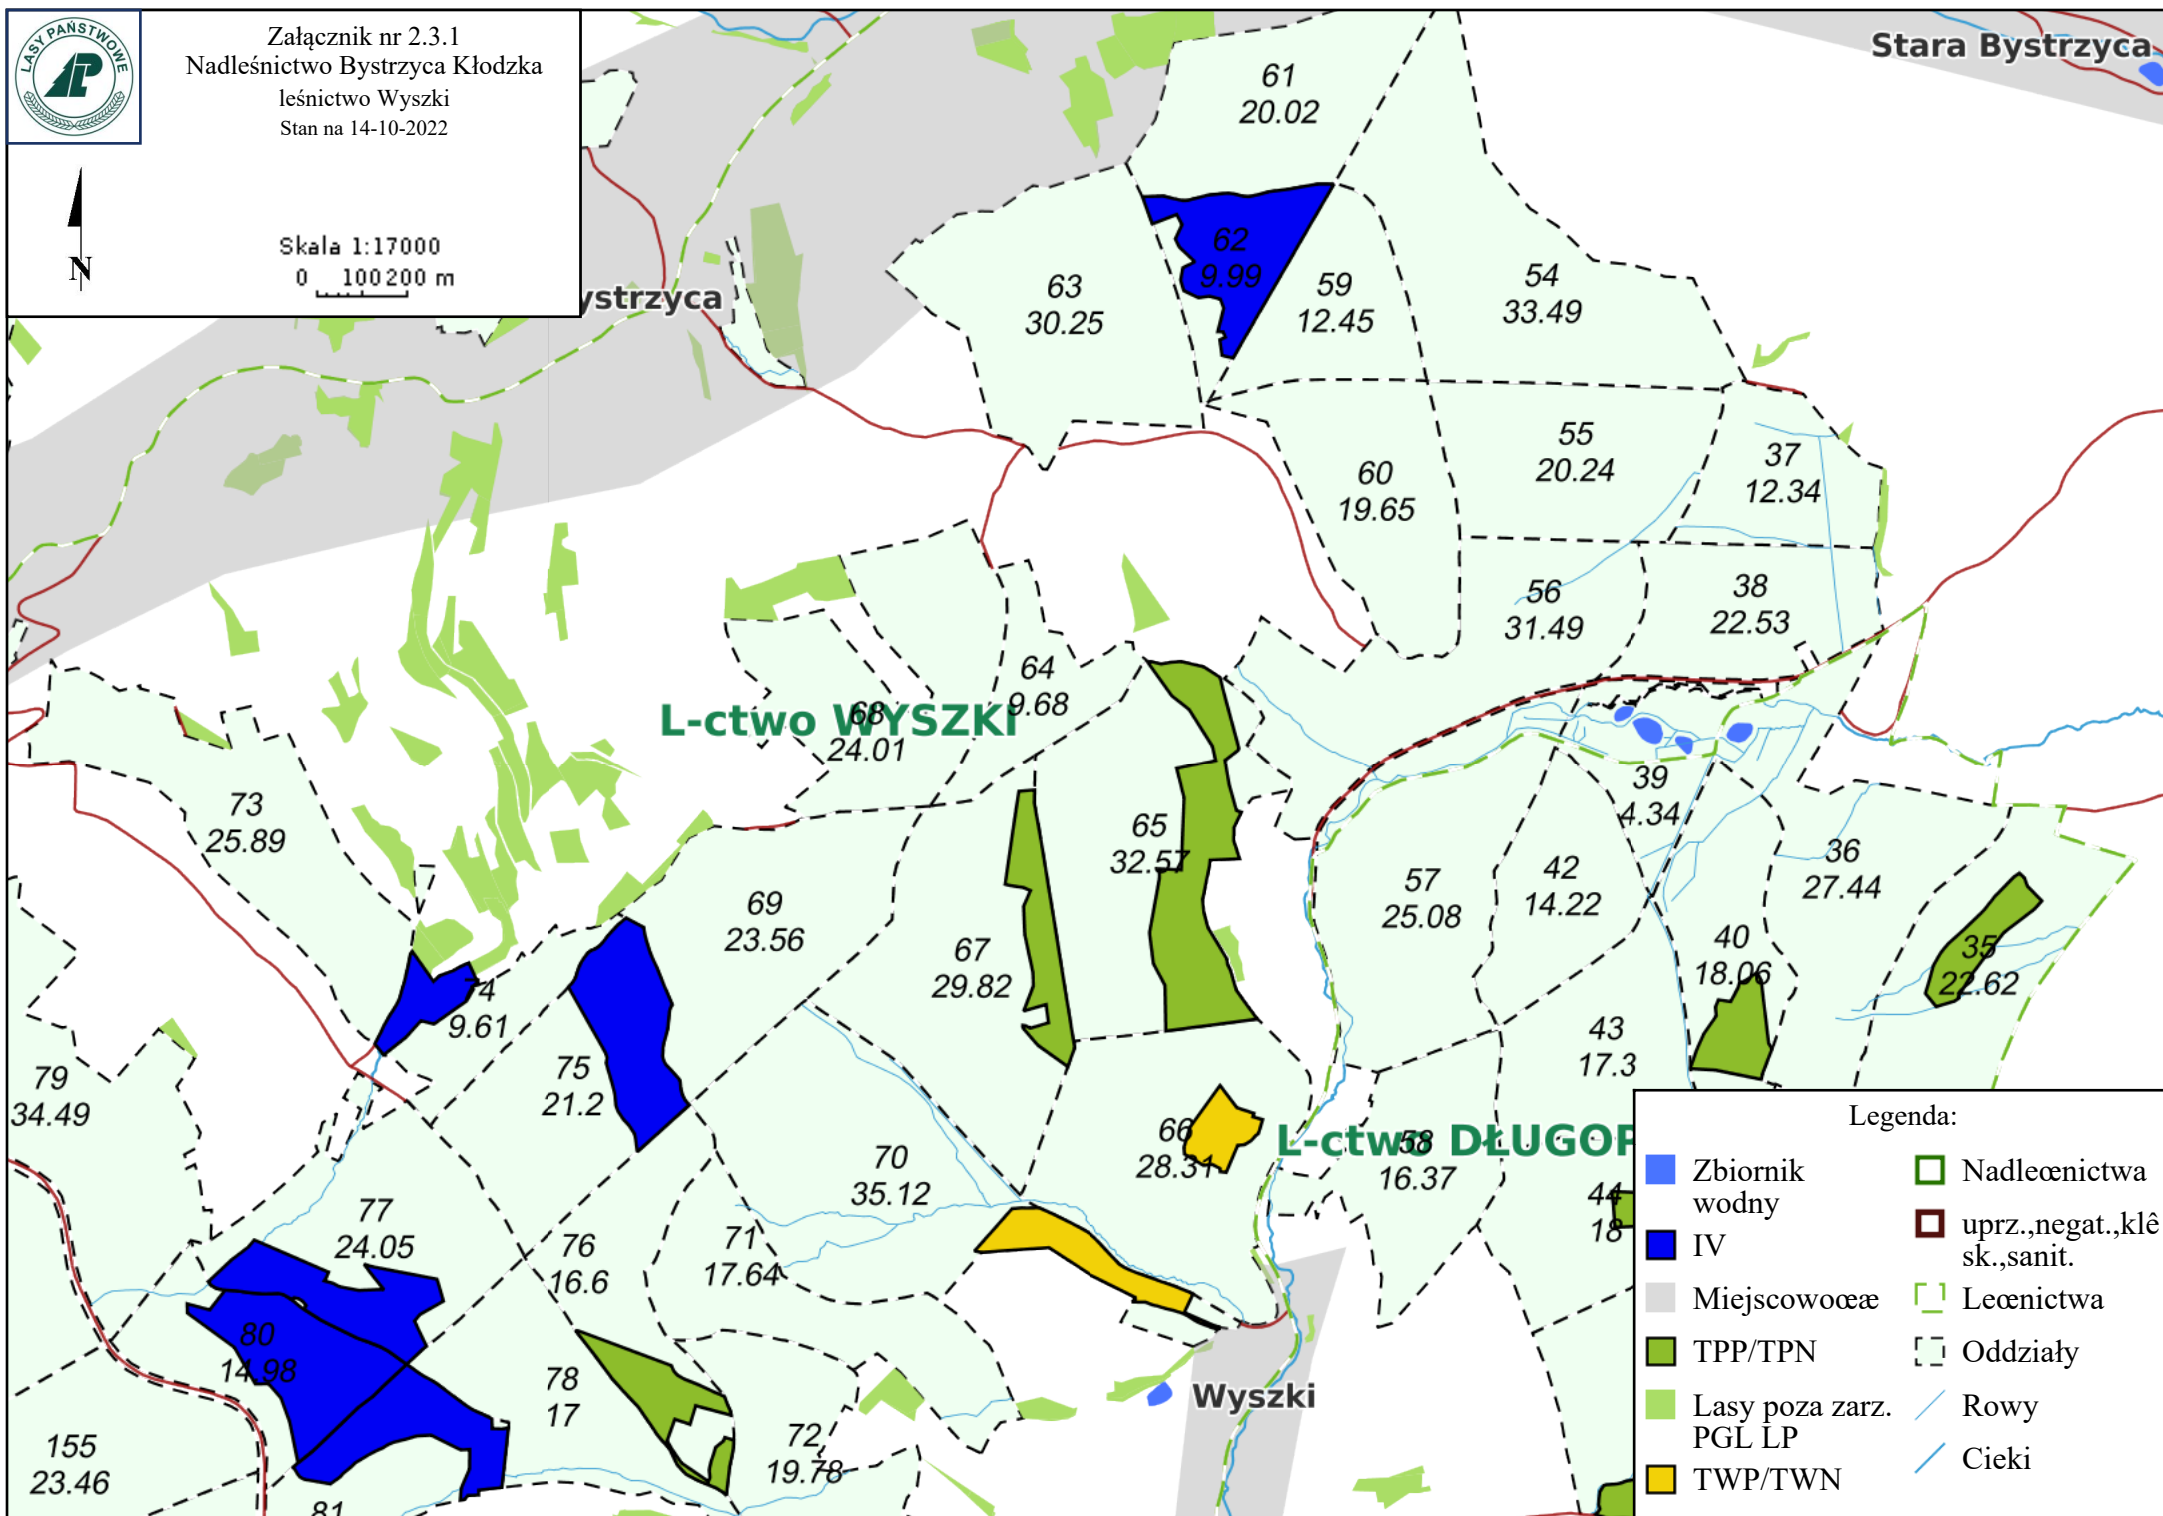 LASY PAŃSTWOWE
Załącznik nr 2.3.1
Nadleśnictwo Bystrzyca Kłodzka
leśnictwo Wyszki
Stan na 14-10-2022
N
Skala 1:17000
0 100 200 m
Stara Bystrzyca
ystrzyca
61
20.02
62
9.99
63
30.25
59
12.45
54
33.49
55
20.24
37
12.34
60
19.65
56
31.49
38
22.53
64
9.68
L-ctwo WYSZKI
68
24.01
73
25.89
39
4.34
65
32.57
36
27.44
42
14.22
57
25.08
69
23.56
67
29.82
40
18.06
35
22.62
74
9.61
43
17.3
75
21.2
79
34.49
66
28.31
L-ctwo DŁUGOP
58
16.37
70
35.12
44
18
77
24.05
76
16.6
71
17.64
80
14.98
78
17
Wyszki
72
19.78
155
23.46
81
Legenda:
Zbiornik
wodny
IV
Miejscowoœæ
TPP/TPN
Lasy poza zarz.
PGL LP
TWP/TWN
Nadleœnictwa
uprz.,negat.,klê
sk.,sanit.
Leœnictwa
Oddziały
Rowy
Cieki